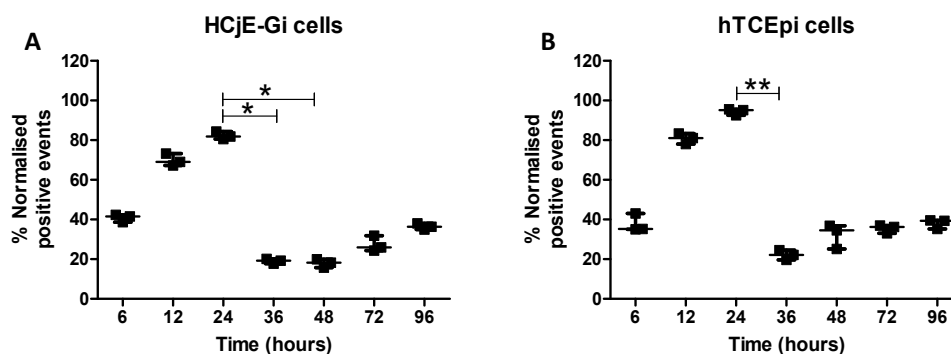 A
HCjE-Gi cells
% Normalised
positive events
120
100
80
60
40
20
0
*
*
6 12 24 36 48 72 96
Time (hours)
B
hTCEpi cells
% Normalised
positive events
120
100
80
60
40
20
0
**
6 12 24 36 48 72 96
Time (hours)